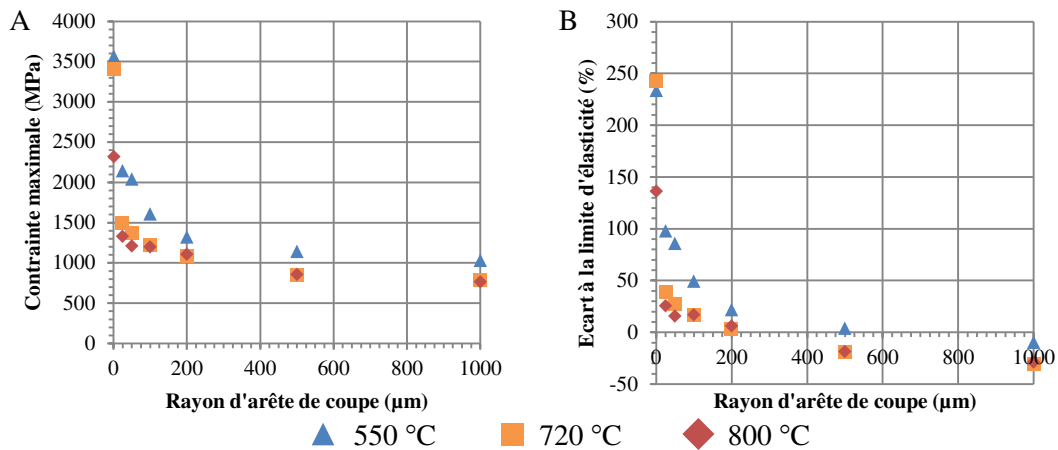 A
Contrainte maximale (MPa)
4000
3500
3000
2500
2000
1500
1000
500
0
0 200 400 600 800 1000
Rayon d'arête de coupe (µm)
B
Ecart à la limite d'élasticité (%)
300
250
200
150
100
50
0
-50
0 200 400 600 800 1000
Rayon d'arête de coupe (µm)
550 °C 720 °C 800 °C